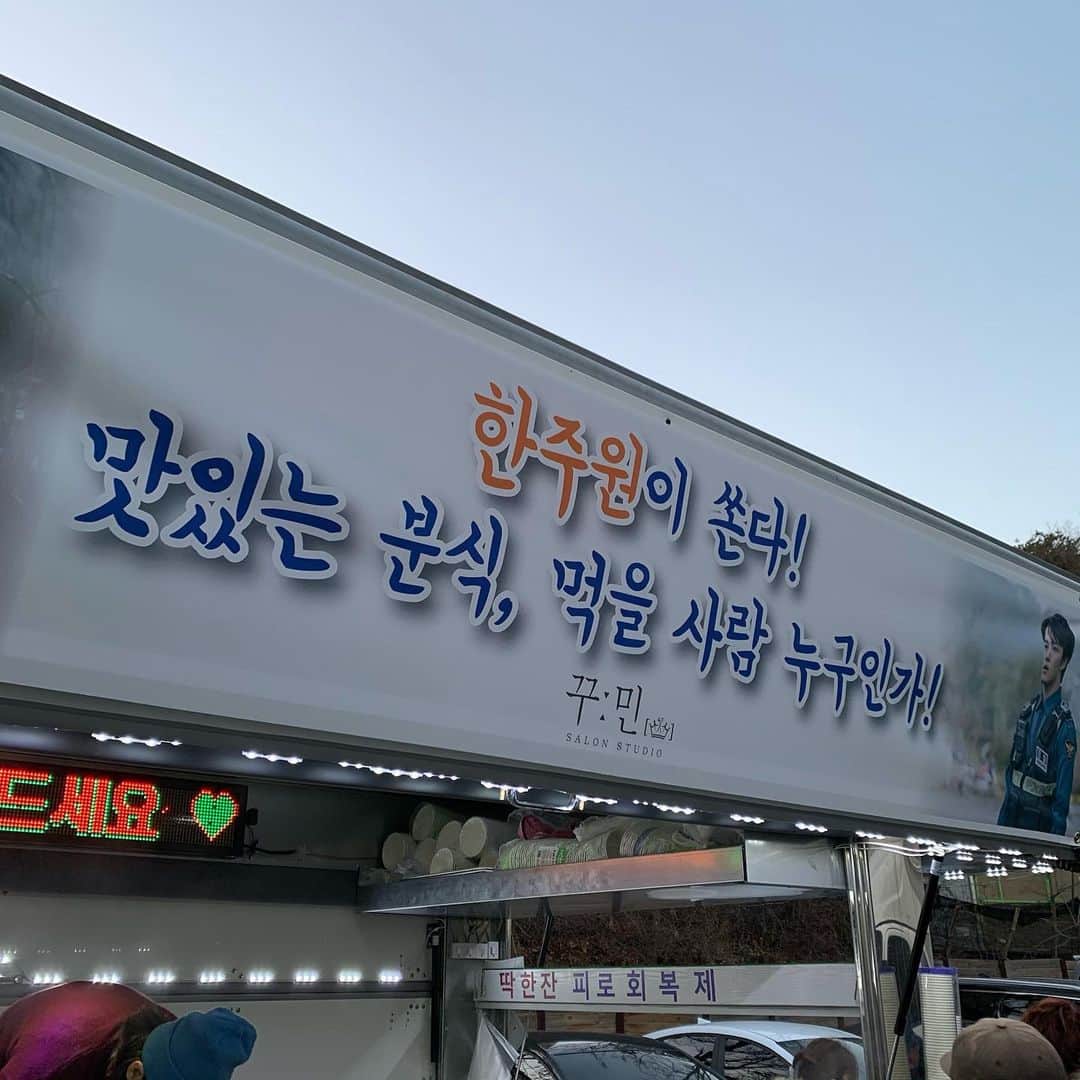 한주원이 쏜다!
맛있는 분식, 먹을 사람 누구인가!
꾸:민
SALON STUDIO
드세요
딱한잔 피로회복제